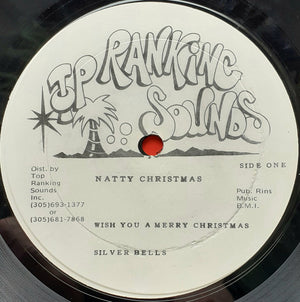 Top RANKING
SOUNDS
SIDE ONE
Dist. by
Top
Ranking
Sounds
Inc.
(305)693-1377
or
(305)681-7868
NATTY CHRISTMAS
Pub. Rins
Music
B.M.I.
WISH YOU A MERRY CHRISTMAS
SILVER BELLS